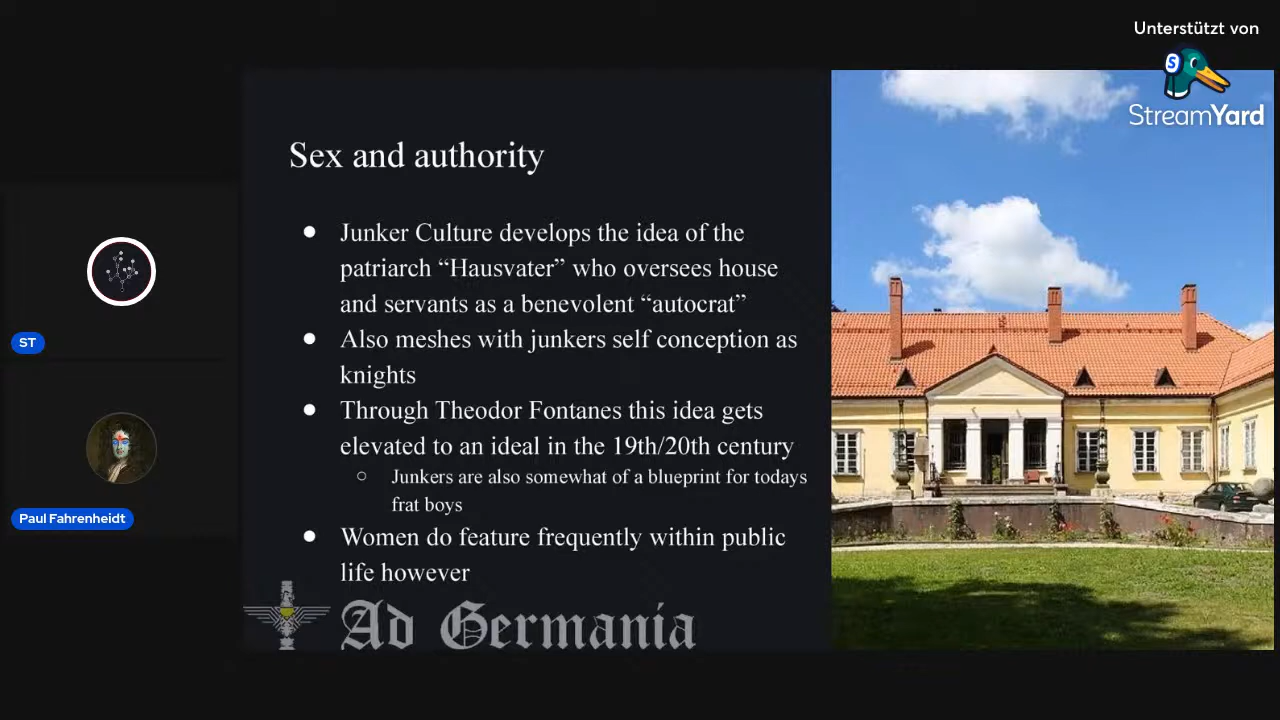 Unterstützt von
S
StreamYard
Sex and authority
● Junker Culture develops the idea of the
patriarch “Hausvater” who oversees house
and servants as a benevolent “autocrat”
● Also meshes with junkers self conception as
knights
● Through Theodor Fontanes this idea gets
elevated to an ideal in the 19th/20th century
○ Junkers are also somewhat of a blueprint for todays
frat boys
● Women do feature frequently within public
life however
Ad Germania
ST
Paul Fahrenheidt